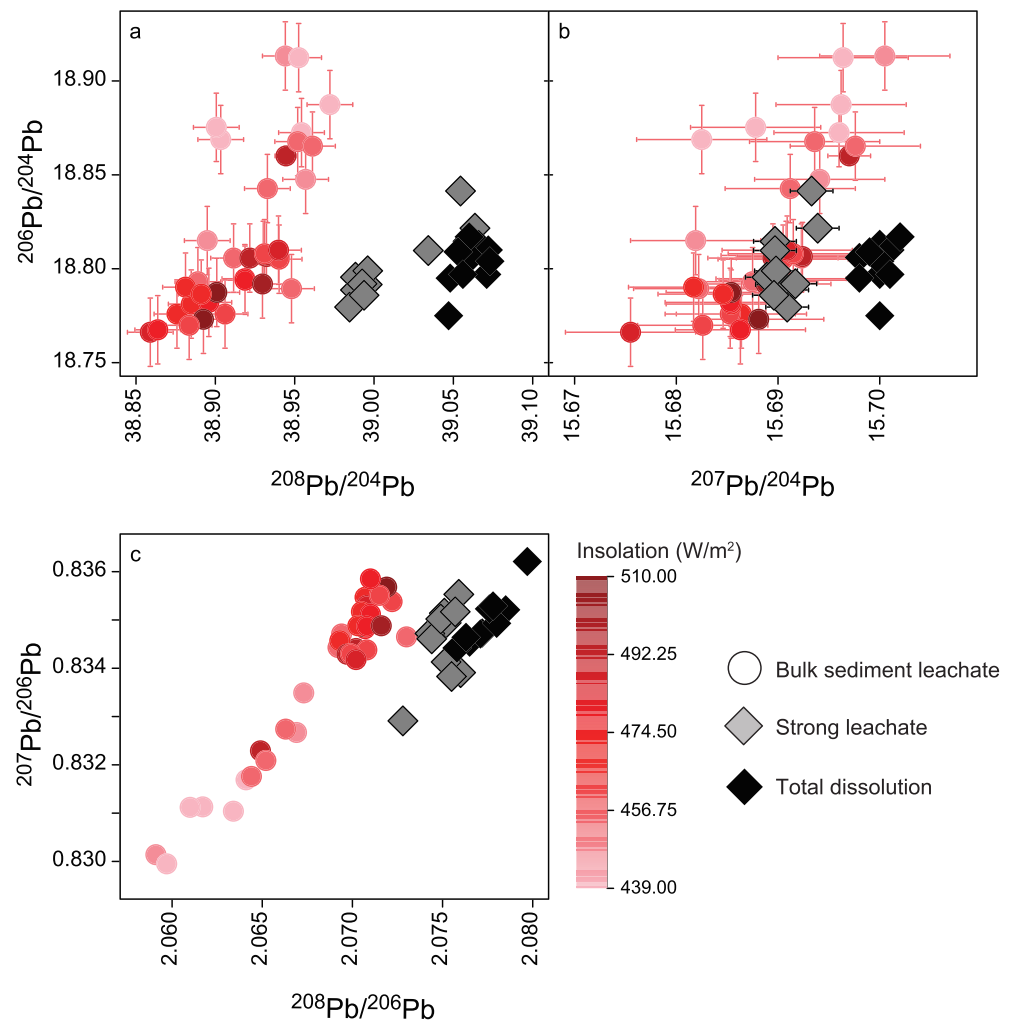 a
b
18.90
18.85
18.80
18.75
206Pb/204Pb
38.85
38.90
38.95
39.00
39.05
39.10
15.67
15.68
15.69
15.70
208Pb/204Pb
207Pb/204Pb
c
0.836
0.834
0.832
0.830
207Pb/206Pb
2.060
2.065
2.070
2.075
2.080
208Pb/206Pb
Insolation (W/m2)
510.00
492.25
474.50
456.75
439.00
Bulk sediment leachate
Strong leachate
Total dissolution